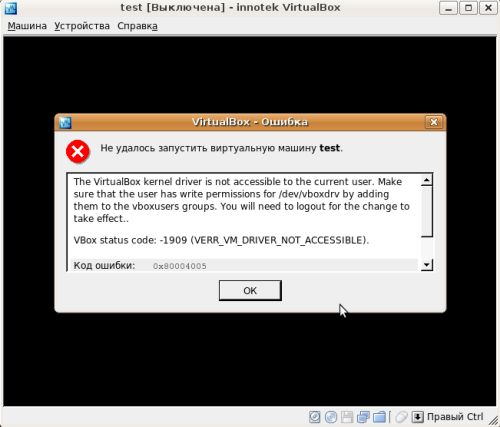 test [Выключена] - innotek VirtualBox
Машина Устройства Справка
VirtualBox - Ошибка
Не удалось запустить виртуальную машину test.
The VirtualBox kernel driver is not accessible to the current user. Make
sure that the user has write permissions for /dev/vboxdrv by adding
them to the vboxusers groups. You will need to logout for the change to
take effect..
VBox status code: -1909 (VERR_VM_DRIVER_NOT_ACCESSIBLE).
Код ошибки: 0x80004005
OK
Правый Ctrl